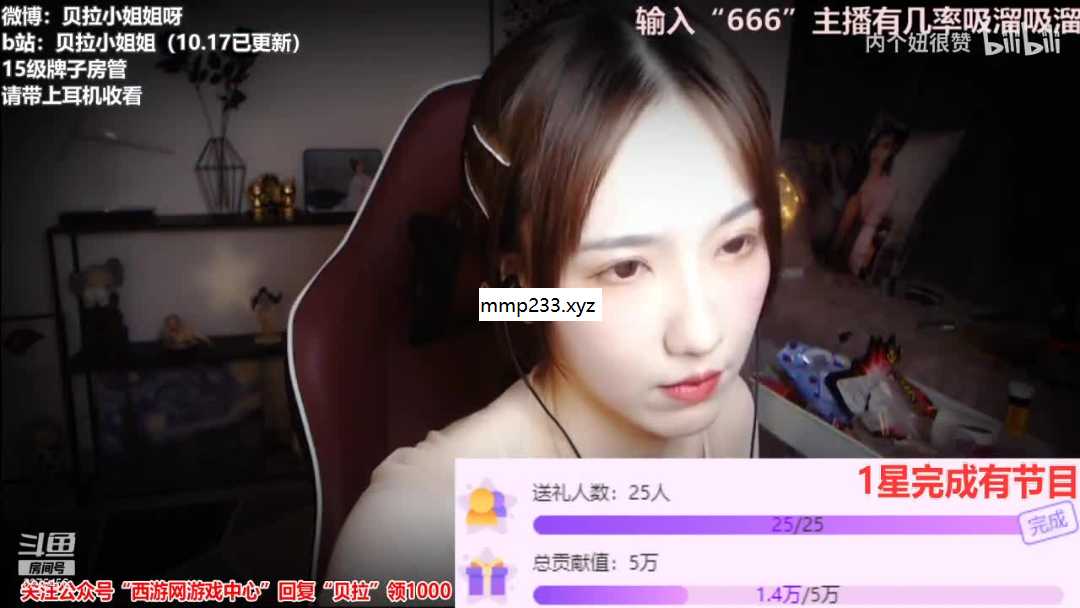 微博：贝拉小姐姐呀
b站：贝拉小姐姐（10.17已更新）
15级牌子房管
请带上耳机收看
输入“666”主播有几率吸溜吸溜
内个妞很赞 bilibili
mmp233.xyz
1星完成有节目
送礼人数：25人
25/25
完成
总贡献值：5万
1.4万/5万
斗鱼
房间号
关注公众号“西游网游戏中心”回复“贝拉”领1000